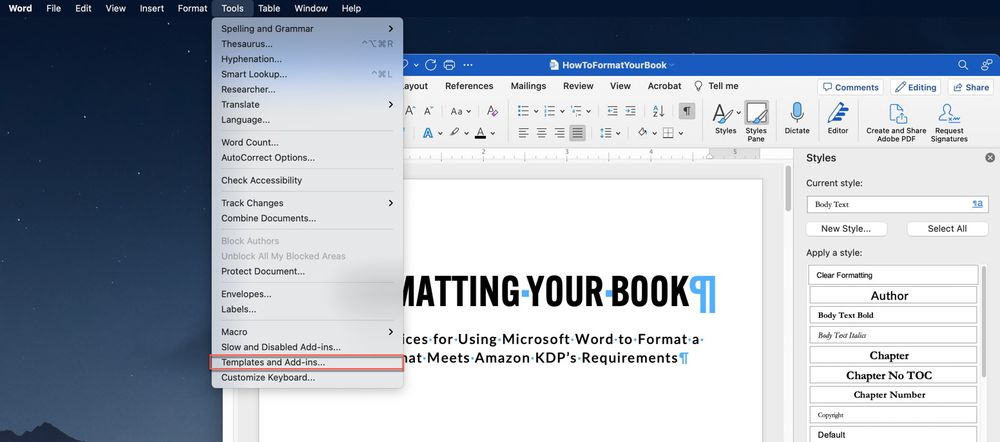 Word File Edit View Insert Format Tools Table Window Help
Spelling and Grammar
Thesaurus... ^⌥⌘R
Hyphenation...
Smart Lookup... ^⌘L
Researcher...
Translate
Language...
Word Count...
AutoCorrect Options...
Check Accessibility
Track Changes
Combine Documents...
Block Authors
Unblock All My Blocked Areas
Protect Document...
Envelopes...
Labels...
Macro
Slow and Disabled Add-ins...
Templates and Add-ins...
Customize Keyboard...
HowToFormatYourBook
ayout References Mailings Review View Acrobat Tell me Comments Editing Share
Aa
Styles
Styles Pane
Dictate
Editor
Create and Share Adobe PDF
Request Signatures
2 3 4 5
MATTING·YOUR·BOOK¶
ices·for·Using·Microsoft·Word·to·Format·a·
hat·Meets·Amazon·KDP’s·Requirements¶
Styles
Current style:
Body Text ¶a
New Style... Select All
Apply a style:
Clear Formatting
Author
Body Text Bold
Body Text Italics
Chapter
Chapter No TOC
Chapter Number
Copyright
Default